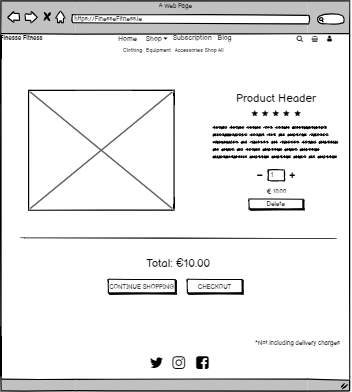 A Web Page
https://FinesseFitness.ie
Finesse Fitness
Home Shop Subscription Blog
Clothing Equipment Accessories Shop All
Product Header
1
€ 10.00
Delete
Total: €10.00
CONTINUE SHOPPING CHECKOUT
*Not including delivery charges